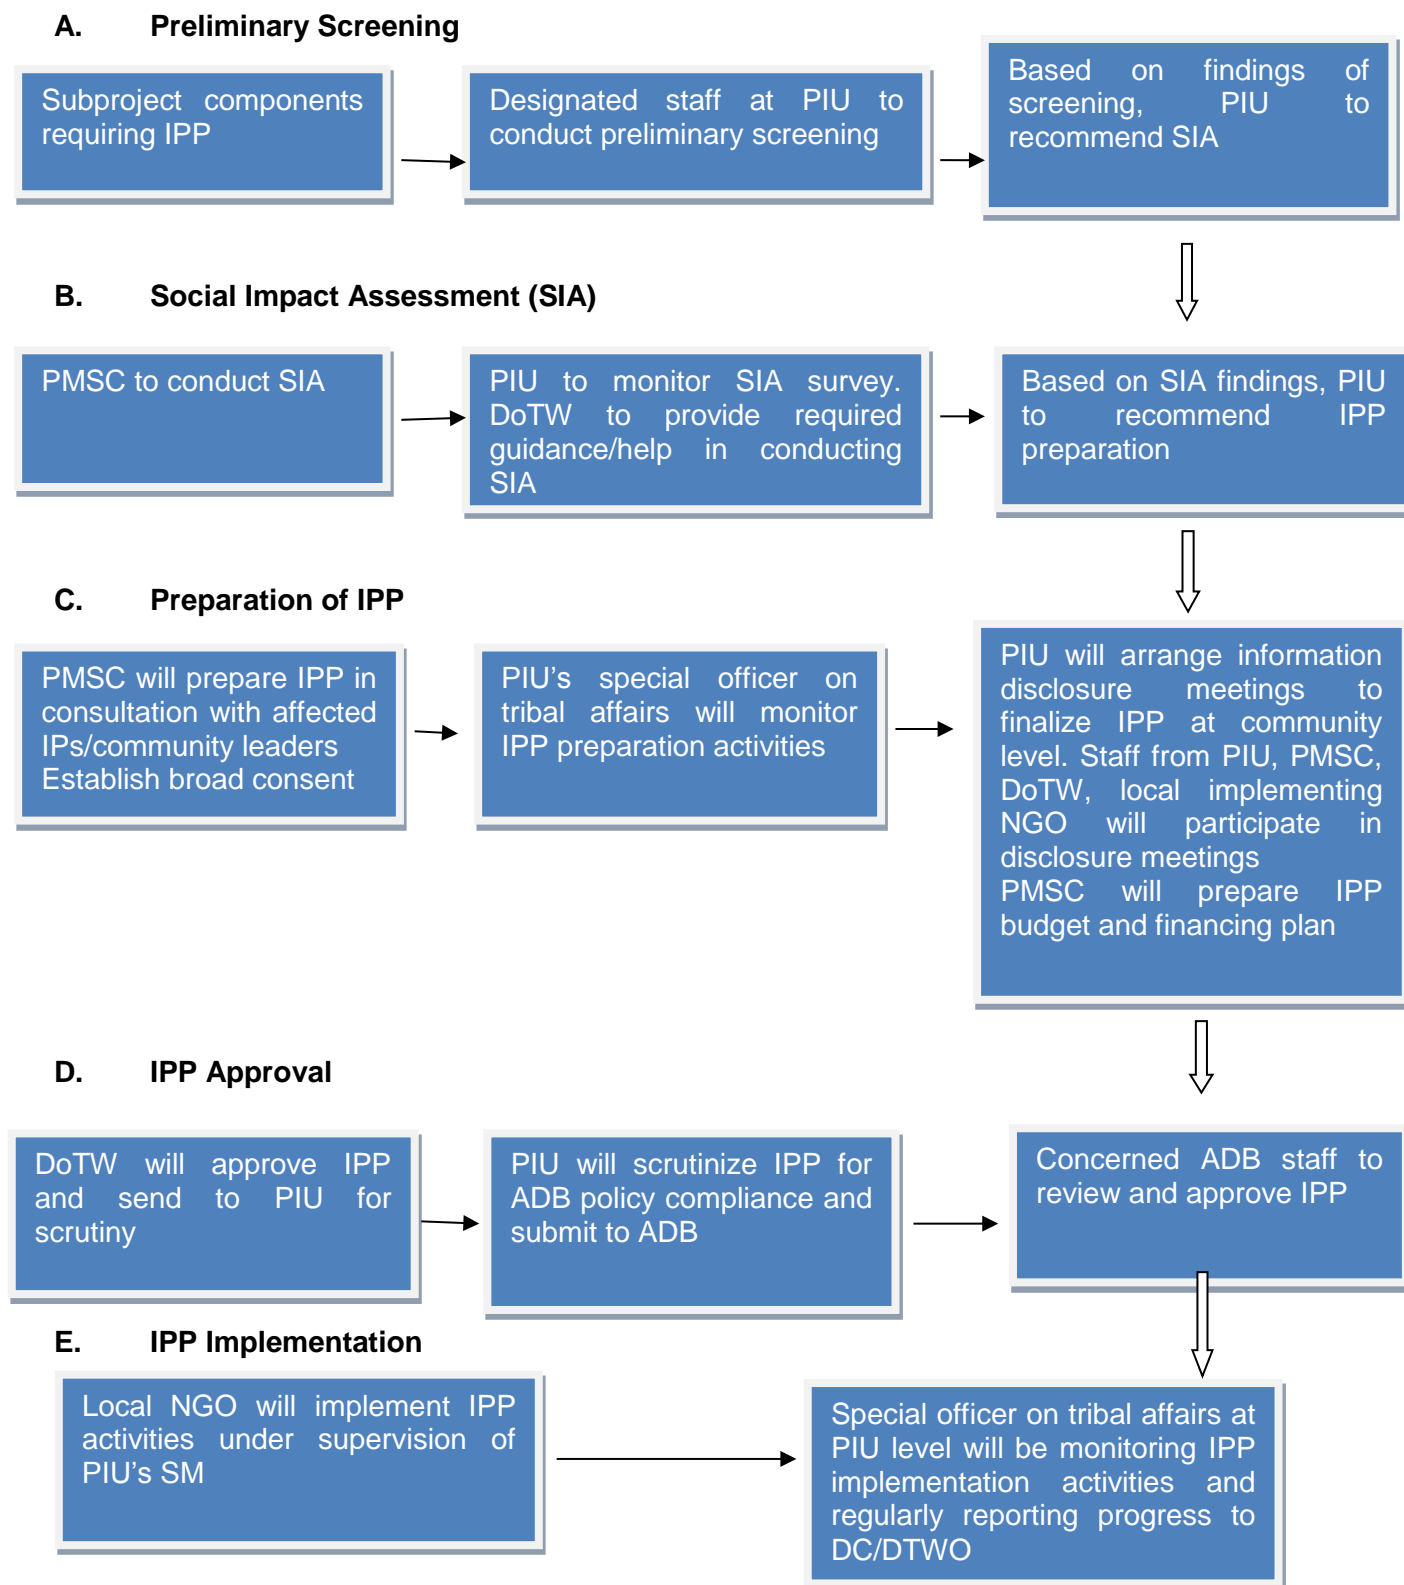 A. Preliminary Screening
Subproject components
requiring IPP
Designated staff at PIU to
conduct preliminary screening
Based on findings of
screening, PIU to
recommend SIA
B. Social Impact Assessment (SIA)
PMSC to conduct SIA
PIU to monitor SIA survey.
DoTW to provide required
guidance/help in conducting
SIA
Based on SIA findings, PIU
to recommend IPP
preparation
C. Preparation of IPP
PMSC will prepare IPP in
consultation with affected
IPs/community leaders
Establish broad consent
PIU's special officer on
tribal affairs will monitor
IPP preparation activities
PIU will arrange information
disclosure meetings to
finalize IPP at community
level. Staff from PIU, PMSC,
DoTW, local implementing
NGO will participate in
disclosure meetings
PMSC will prepare IPP
budget and financing plan
D. IPP Approval
DoTW will approve IPP
and send to PIU for
scrutiny
PIU will scrutinize IPP for
ADB policy compliance and
submit to ADB
Concerned ADB staff to
review and approve IPP
E. IPP Implementation
Local NGO will implement IPP
activities under supervision of
PIU's SM
Special officer on tribal affairs at
PIU level will be monitoring IPP
implementation activities and
regularly reporting progress to
DC/DTWO